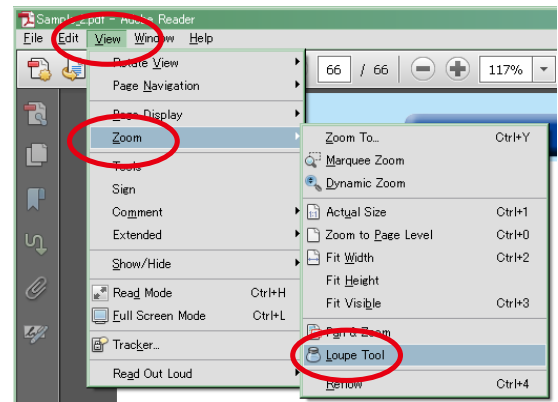 Sample_2.pdf - Adobe Reader
File Edit View Window Help
66 / 66 117%
Rotate View
Page Navigation
Page Display
Zoom
Tools
Sign
Comment
Extended
Show/Hide
Read Mode Ctrl+H
Full Screen Mode Ctrl+L
Tracker...
Read Out Loud
Zoom To... Ctrl+Y
Marquee Zoom
Dynamic Zoom
Actual Size Ctrl+1
Zoom to Page Level Ctrl+0
Fit Width Ctrl+2
Fit Height
Fit Visible Ctrl+3
Pan & Zoom
Loupe Tool
Reflow Ctrl+4